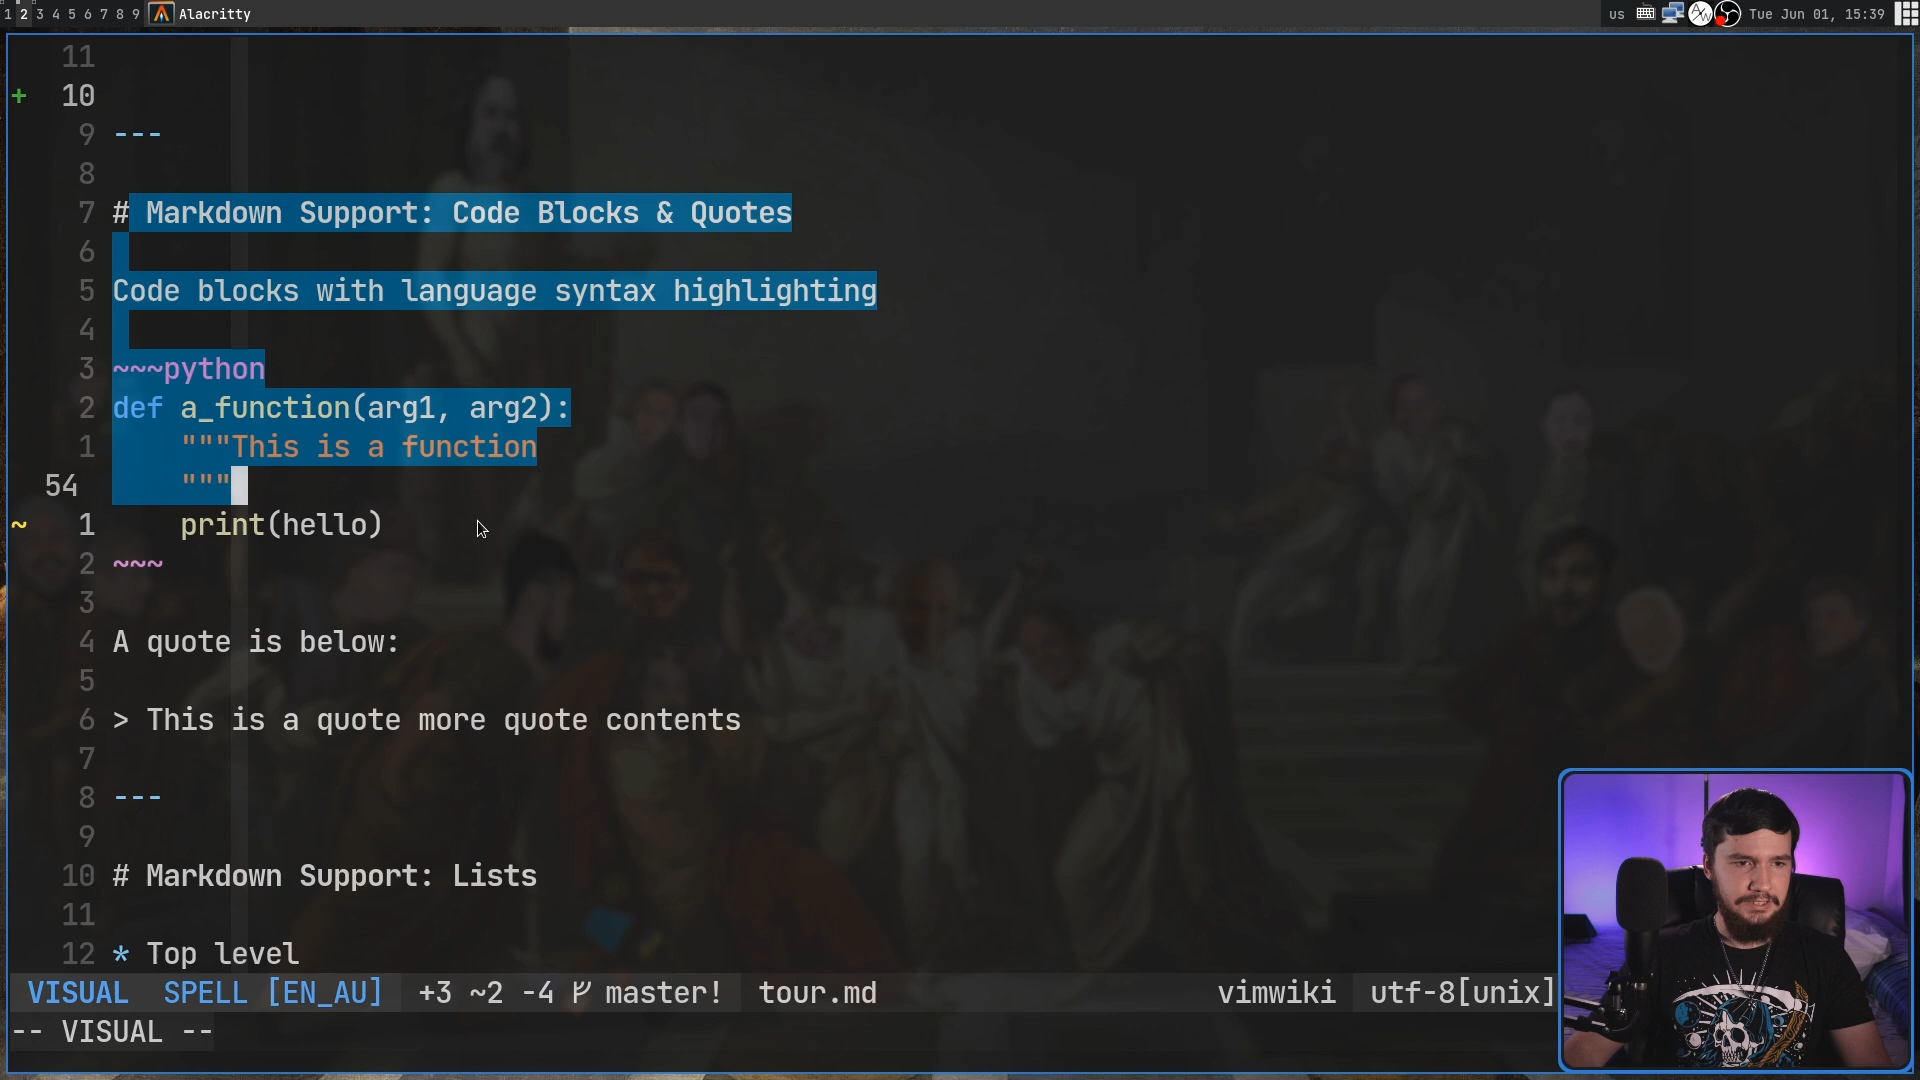 1 2 3 4 5 6 7 8 9 Alacritty us Tue Jun 01, 15:39
11
+ 10
9 ---
8
7 # Markdown Support: Code Blocks & Quotes
6
5 Code blocks with language syntax highlighting
4
3 ~~~python
2 def a_function(arg1, arg2):
1 """This is a function
54 """
~ 1 print(hello)
2 ~~~
3
4 A quote is below:
5
6 > This is a quote more quote contents
7
8 ---
9
10 # Markdown Support: Lists
11
12 * Top level
VISUAL SPELL [EN_AU] +3 ~2 -4 master! tour.md vimwiki utf-8[unix]
-- VISUAL --